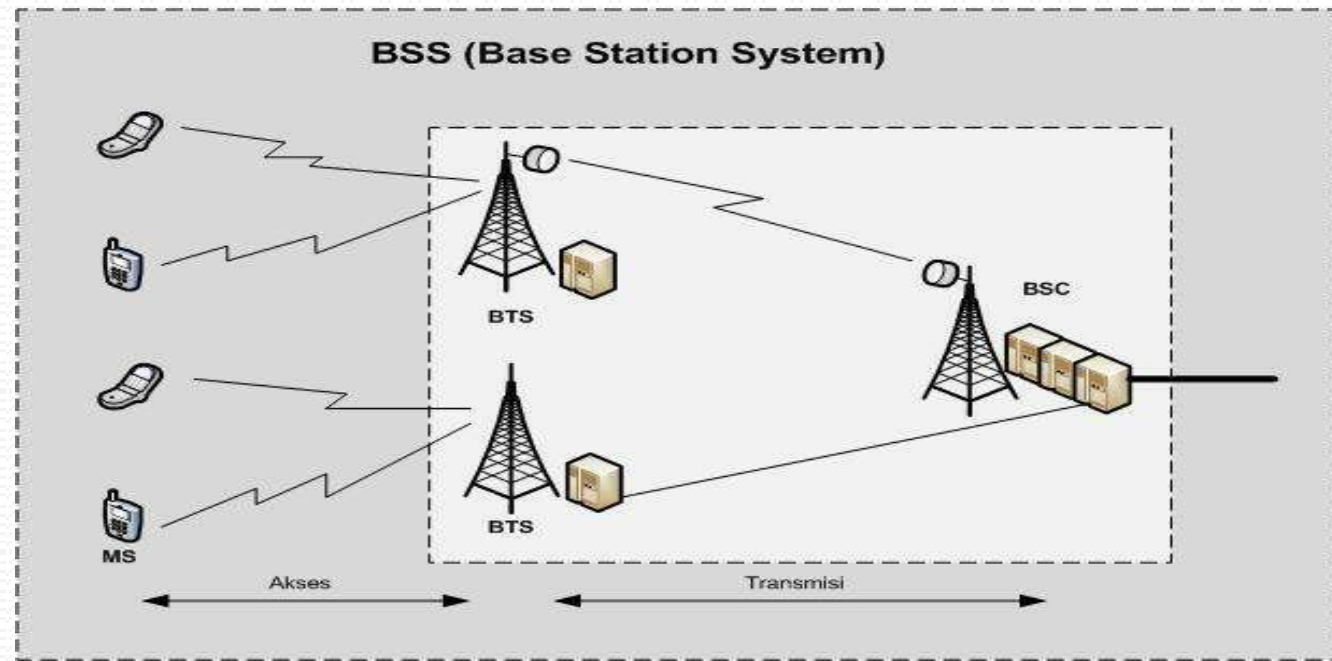 BSS (Base Station System)
BTS
BSC
BTS
MS
Akses
Transmisi